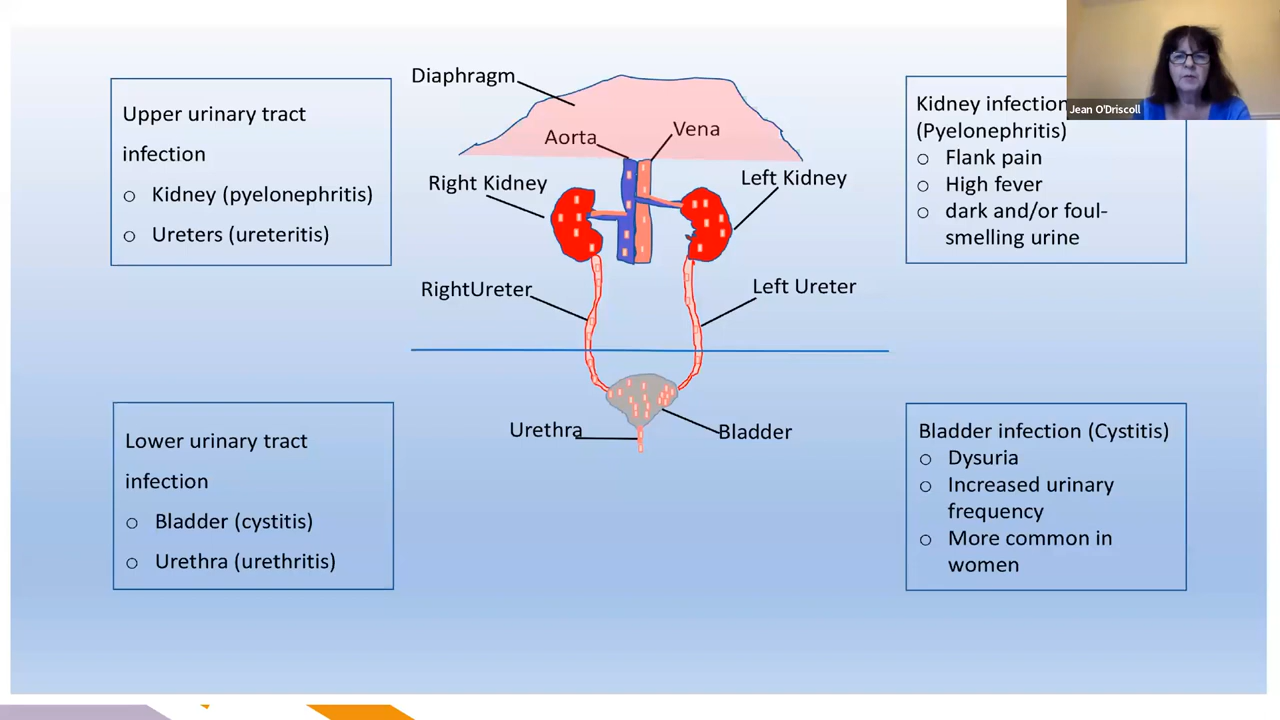 Upper urinary tract
infection
o Kidney (pyelonephritis)
o Ureters (ureteritis)
Lower urinary tract
infection
o Bladder (cystitis)
o Urethra (urethritis)
Diaphragm
Aorta
Vena
Right Kidney
Left Kidney
RightUreter
Left Ureter
Urethra
Bladder
Kidney infection
(Pyelonephritis)
o Flank pain
o High fever
o dark and/or foul-
smelling urine
Bladder infection (Cystitis)
o Dysuria
o Increased urinary
frequency
o More common in
women
Jean O'Driscoll